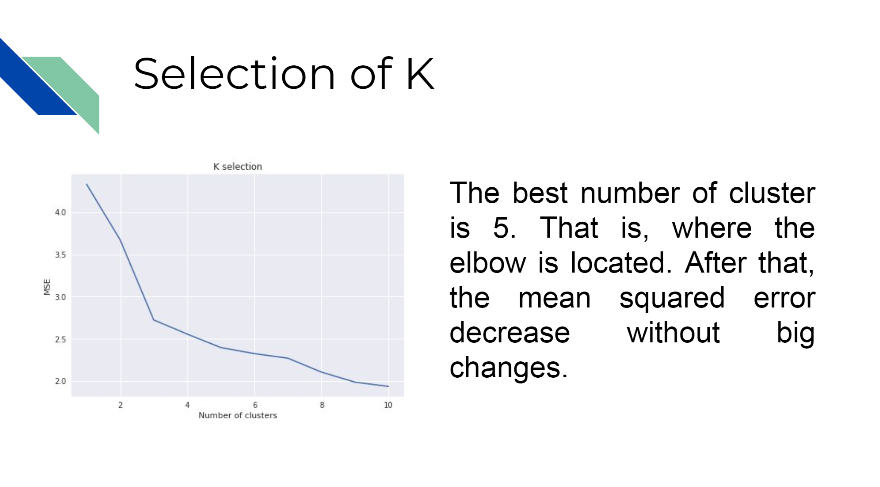 Selection of K
K selection
4.0
3.5
3.0
2.5
2.0
MSE
2 4 6 8 10
Number of clusters
The best number of cluster
is 5. That is, where the
elbow is located. After that,
the mean squared error
decrease without big
changes.